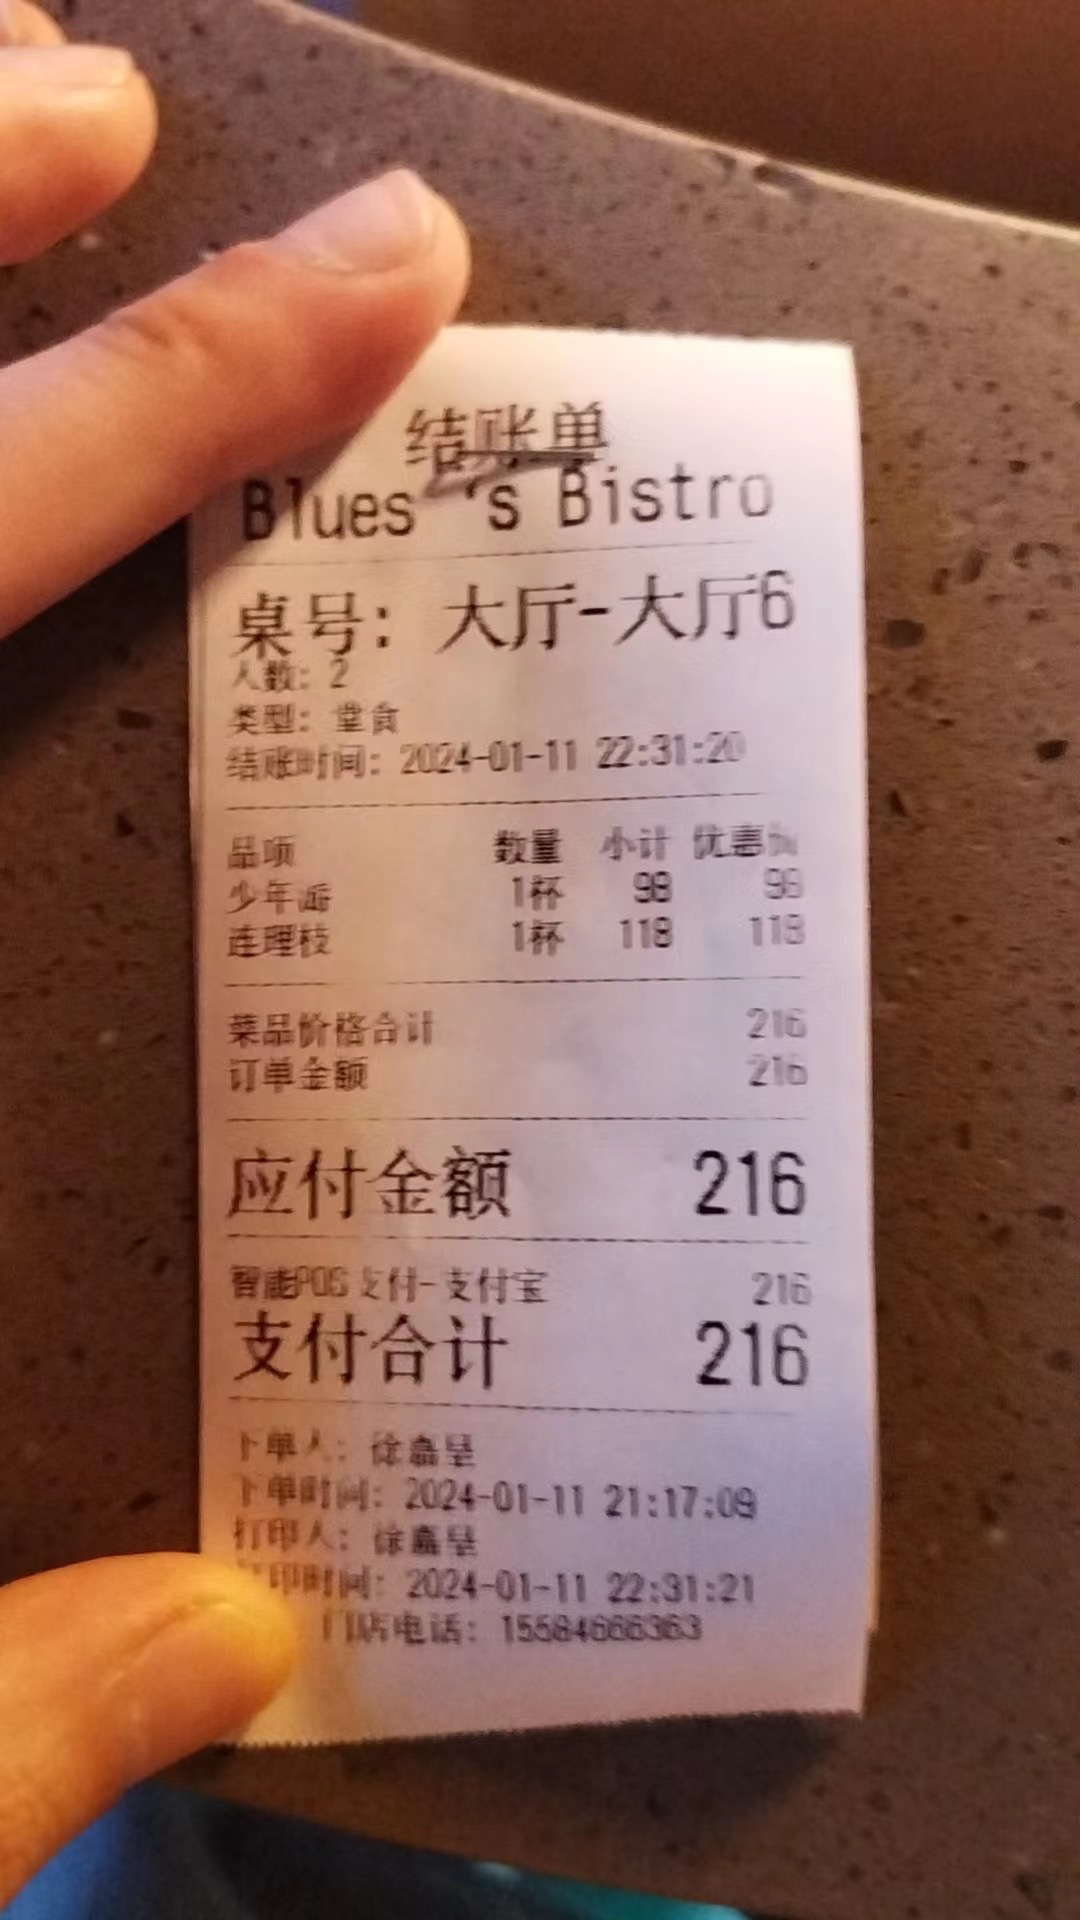 结账单
Blues 's Bistro
桌号: 大厅-大厅6
人数: 2
类型: 堂食
结账时间: 2024-01-11 22:31:20
品项 数量 小计 优惠价
少年派 1杯 98 98
连理枝 1杯 118 118
菜品价格合计 216
订单金额 216
应付金额 216
智能POS支付-支付宝 216
支付合计 216
下单人: 徐嘉
下单时间: 2024-01-11 21:17:09
打印人: 徐嘉
打印时间: 2024-01-11 22:31:21
门店电话: 15584666363